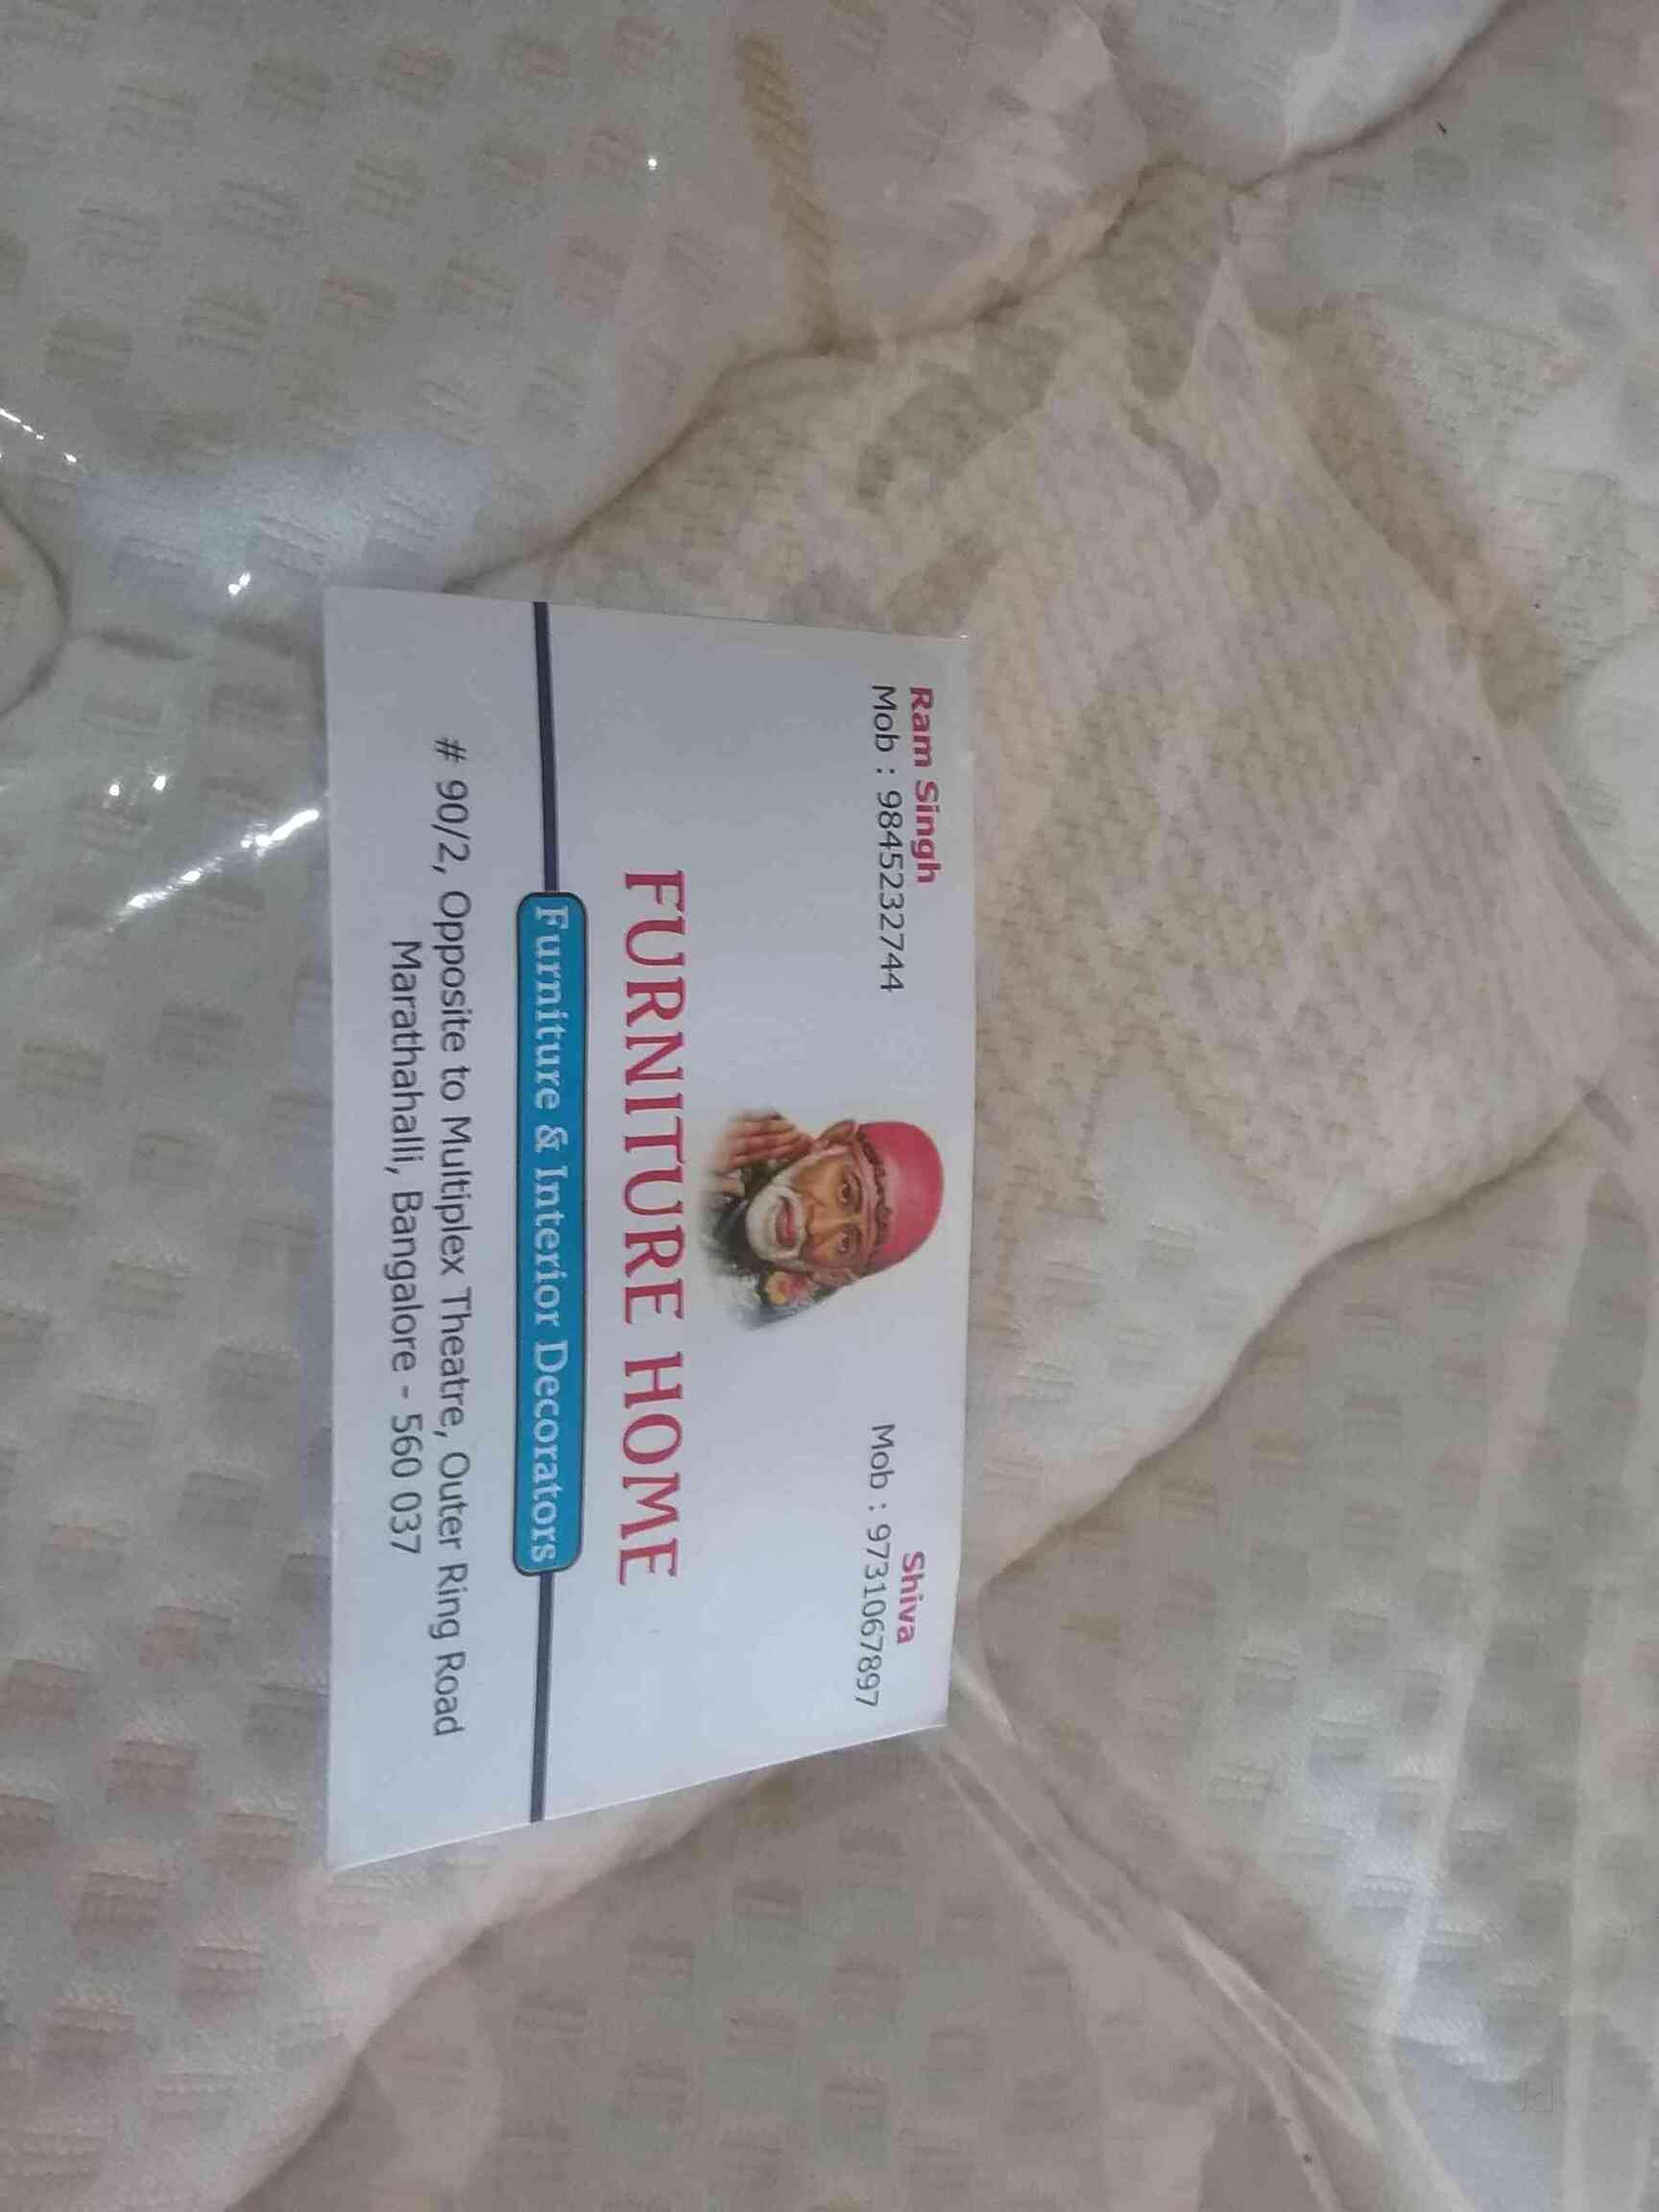 Ram Singh
Mob : 9845232744
Shiva
Mob : 9731067897
FURNITURE HOME
Furniture & Interior Decorators
# 90/2, Opposite to Multiplex Theatre, Outer Ring Road
Marathahalli, Bangalore - 560 037
Jd